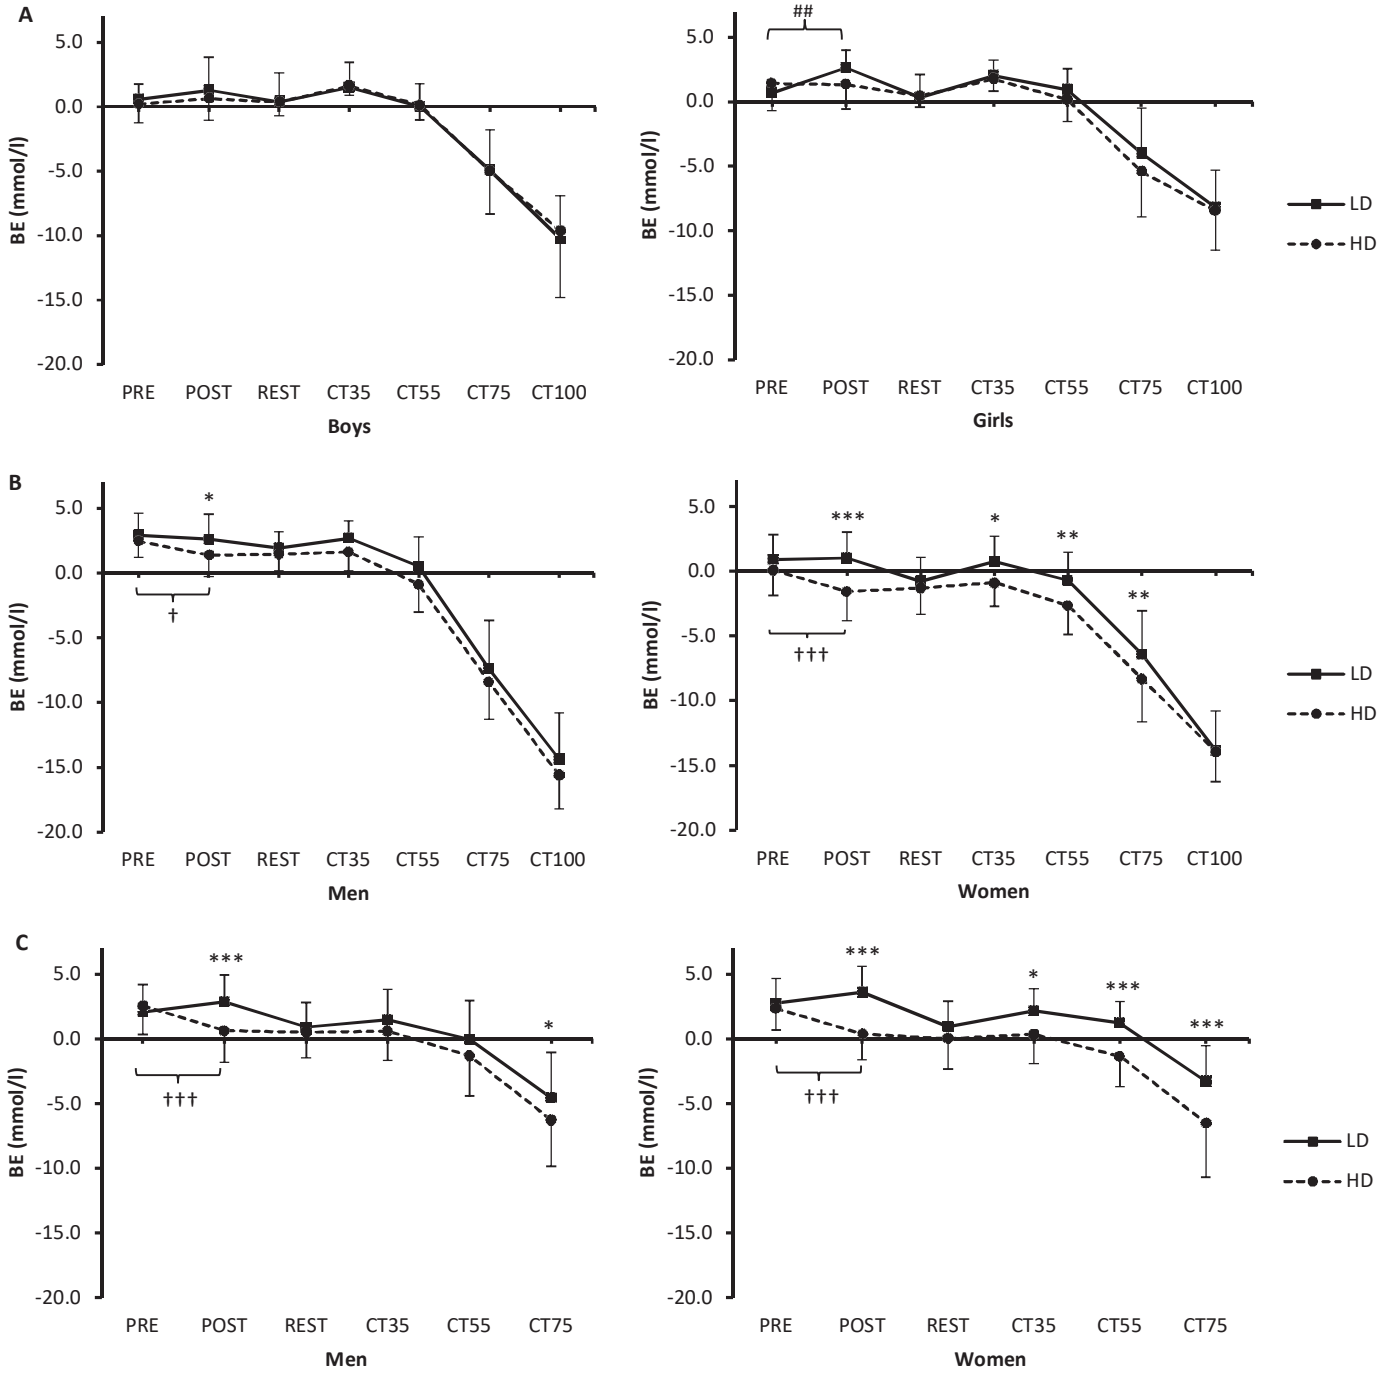 A
BE (mmol/l)
5.0
0.0
-5.0
-10.0
-15.0
-20.0
PRE POST REST CT35 CT55 CT75 CT100
Boys
##
BE (mmol/l)
5.0
0.0
-5.0
-10.0
-15.0
-20.0
PRE POST REST CT35 CT55 CT75 CT100
Girls
LD
HD
B
BE (mmol/l)
5.0
0.0
-5.0
-10.0
-15.0
-20.0
*
†
PRE POST REST CT35 CT55 CT75 CT100
Men
BE (mmol/l)
5.0
0.0
-5.0
-10.0
-15.0
-20.0
***
*
**
**
†††
PRE POST REST CT35 CT55 CT75 CT100
Women
LD
HD
C
BE (mmol/l)
5.0
0.0
-5.0
-10.0
-15.0
-20.0
***
*
†††
PRE POST REST CT35 CT55 CT75
Men
BE (mmol/l)
5.0
0.0
-5.0
-10.0
-15.0
-20.0
***
*
***
***
†††
PRE POST REST CT35 CT55 CT75
Women
LD
HD